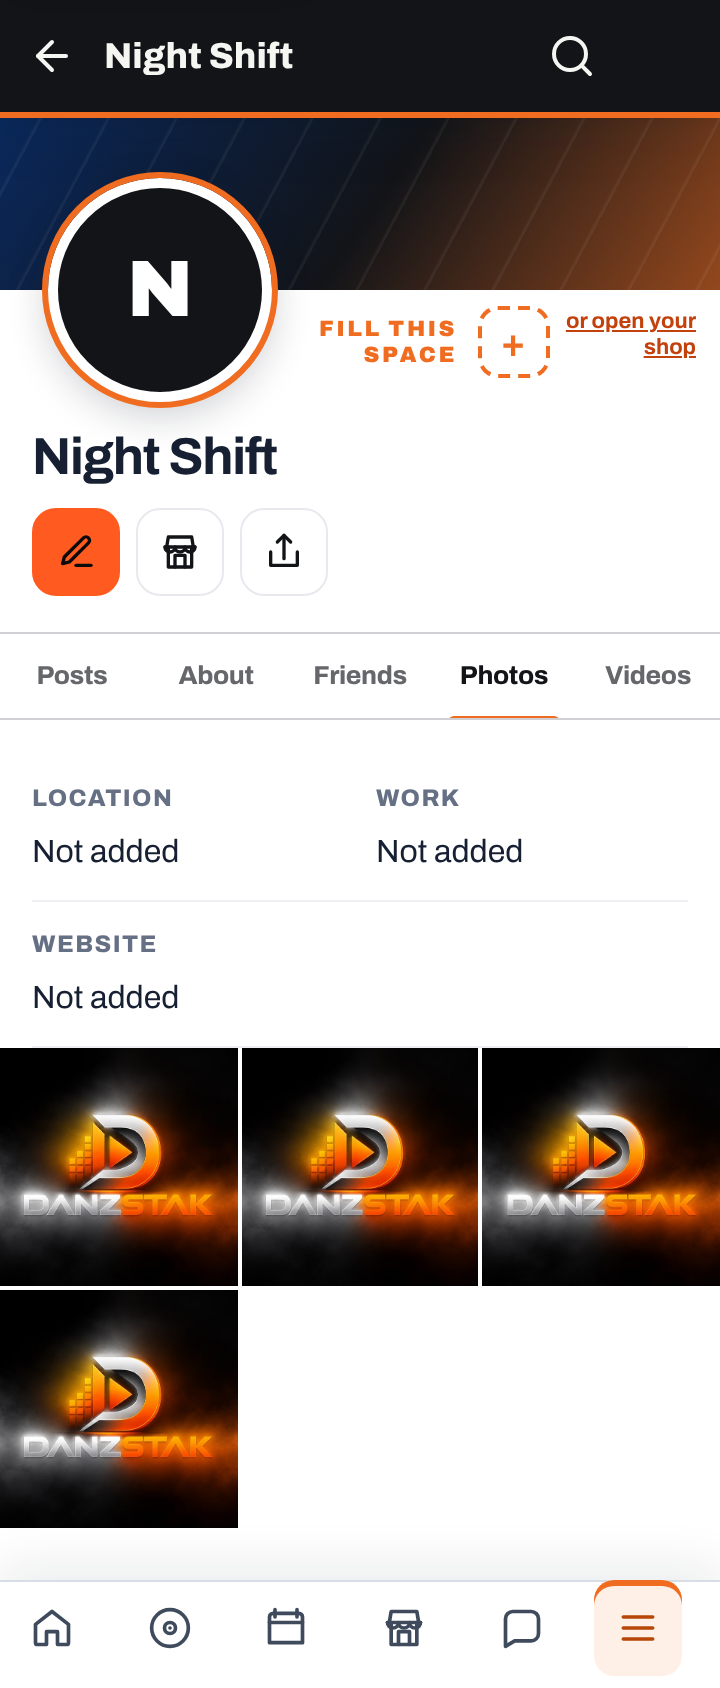 Night Shift
N
FILL THIS
SPACE
+
or open your
shop
Night Shift
Posts About Friends Photos Videos
LOCATION WORK
Not added Not added
WEBSITE
Not added
DANZSTAK DANZSTAK DANZSTAK
DANZSTAK